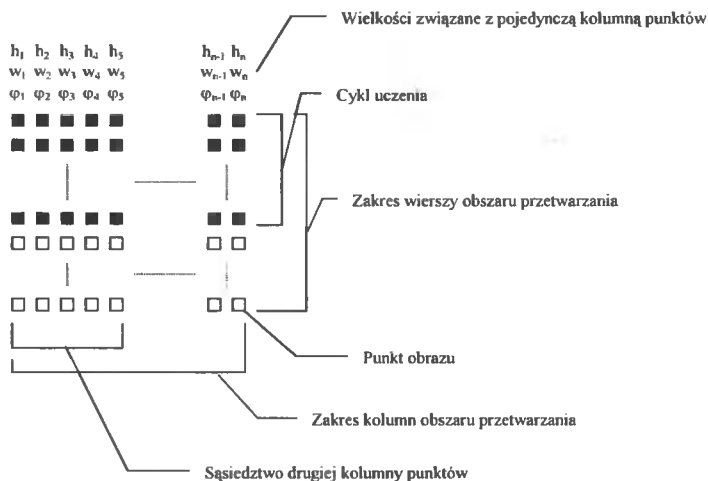 Wielkości związane z pojedynczą kolumną punktów
h₁ h₂ h₃ h₄ h₅ hₙ₋₁ hₙ
w₁ w₂ w₃ w₄ w₅ wₙ₋₁ wₙ
φ₁ φ₂ φ₃ φ₄ φ₅ φₙ₋₁ φₙ
Cykl uczenia
Zakres wierszy obszaru przetwarzania
Punkt obrazu
Zakres kolumn obszaru przetwarzania
Sąsiedztwo drugiej kolumny punktów